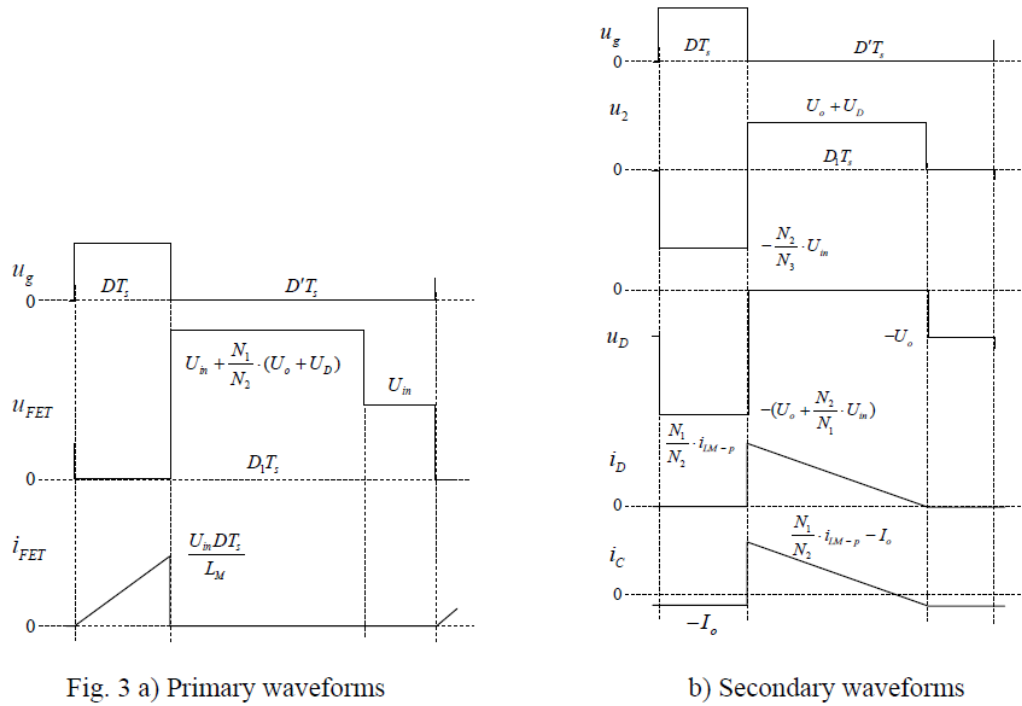 u_g
DT_s
D'T_s
0
U_in + N_1/N_2 · (U_o + U_D)
U_in
u_FET
D_1T_s
0
i_FET
U_in DT_s / L_M
0
Fig. 3 a) Primary waveforms
u_g
DT_s
D'T_s
0
u_2
U_o + U_D
0
D_1T_s
- N_2/N_3 · U_in
0
u_D
-U_o
-(U_o + N_2/N_1 · U_in)
N_1/N_2 · i_LM-p
i_D
0
N_1/N_2 · i_LM-p - I_o
i_C
0
-I_o
b) Secondary waveforms